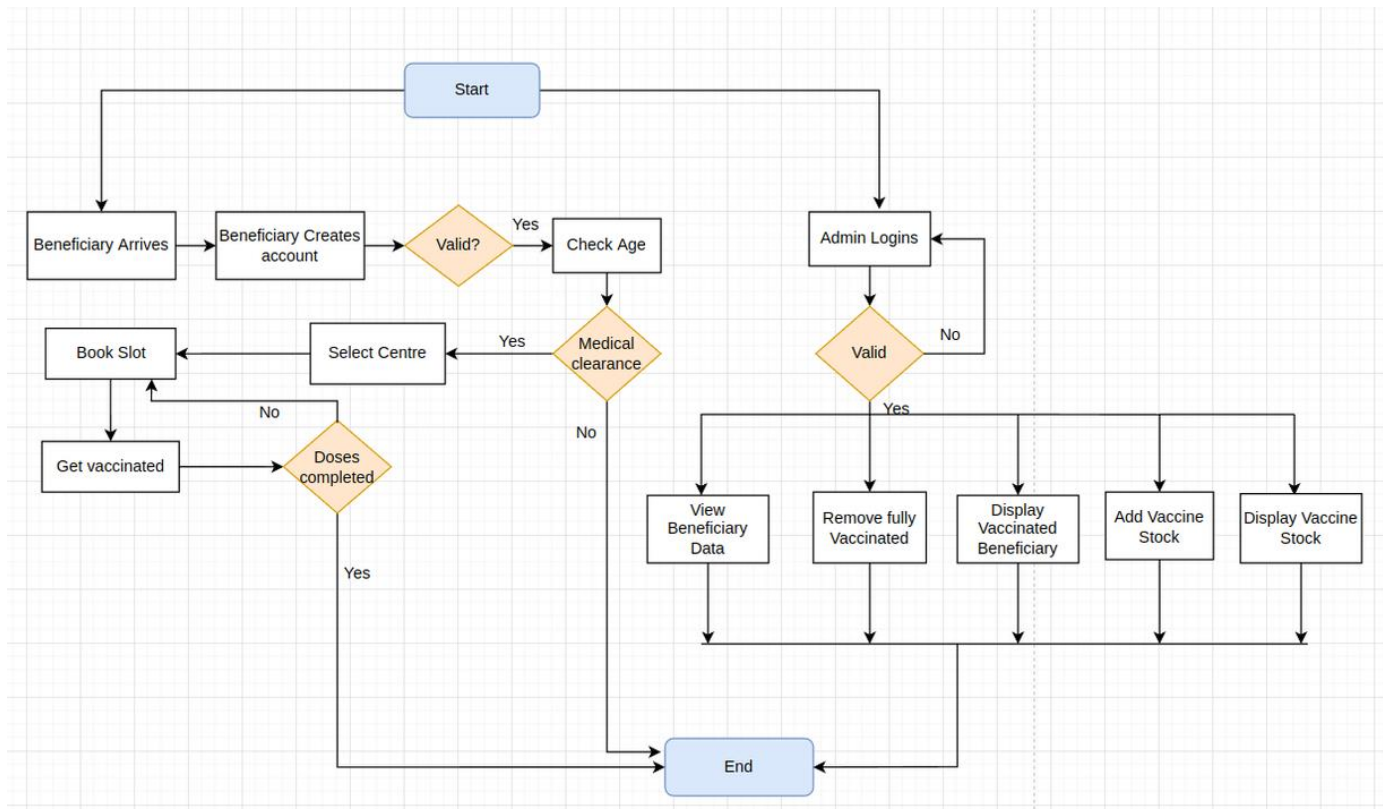 Start
Beneficiary Arrives
Beneficiary Creates
account
Valid?
Yes
Check Age
Admin Logins
Book Slot
Select Centre
Yes
Medical
clearance
Valid
No
No
Yes
No
Get vaccinated
Doses
completed
View
Beneficiary
Data
Remove fully
Vaccinated
Display
Vaccinated
Beneficiary
Add Vaccine
Stock
Display Vaccine
Stock
Yes
End